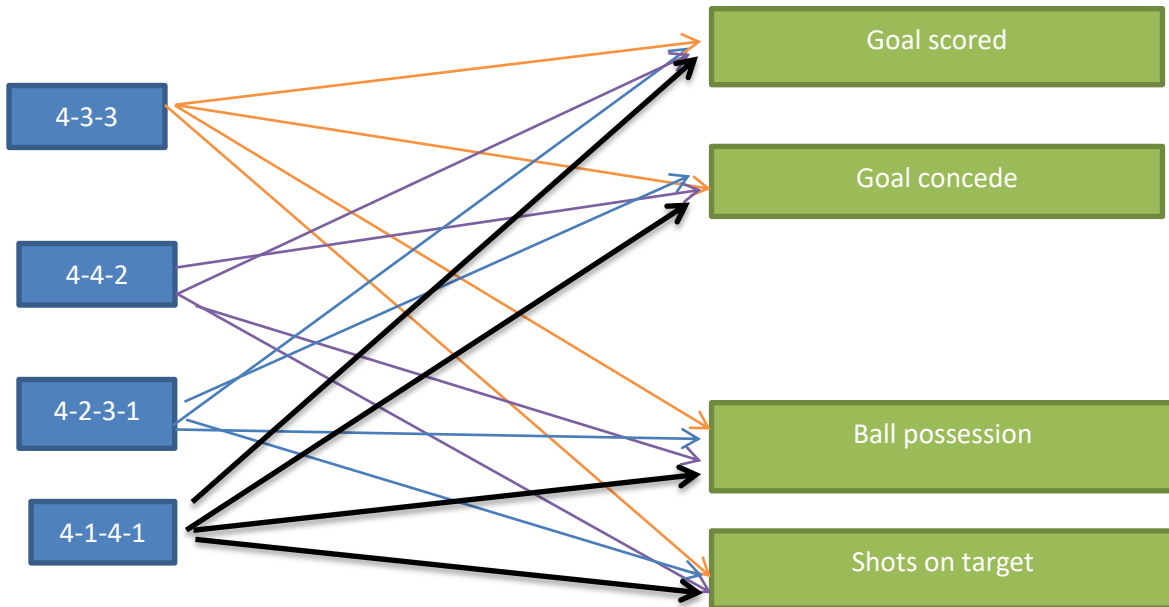 4-3-3
4-4-2
4-2-3-1
4-1-4-1
Goal scored
Goal concede
Ball possession
Shots on target